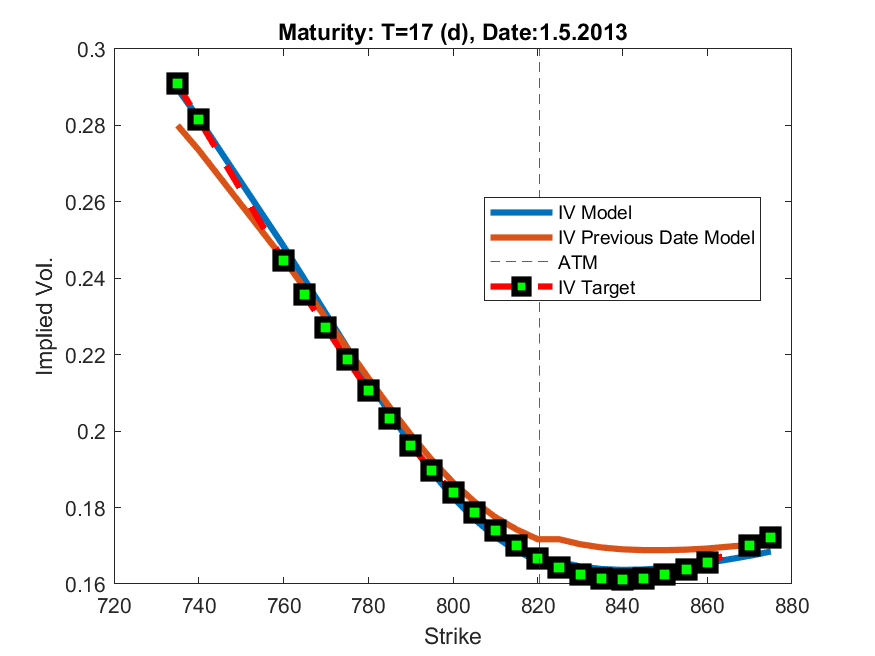 Maturity: T=17 (d), Date:1.5.2013
0.3
0.28
0.26
0.24
0.22
0.2
0.18
0.16
Implied Vol.
IV Model
IV Previous Date Model
ATM
IV Target
720 740 760 780 800 820 840 860 880
Strike